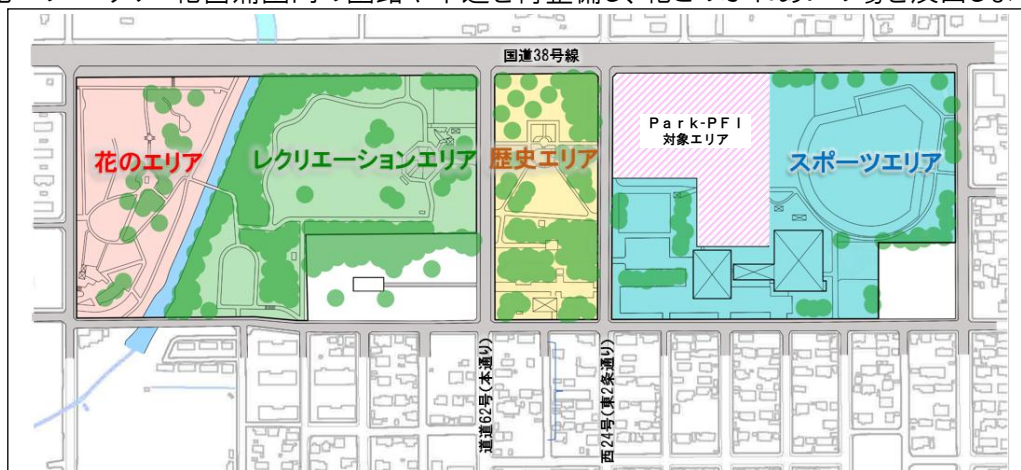 国道38号線
Park-PFI
対象エリア
花のエリア
レクリエーションエリア
歴史エリア
スポーツエリア
道道62号(本通り)
西24号(東2条通り)